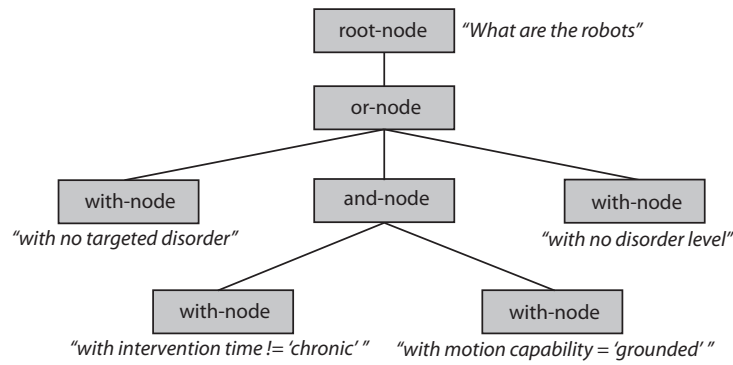 root-node “What are the robots”
or-node
with-node and-node with-node
“with no targeted disorder” “with no disorder level”
with-node with-node
“with intervention time != ‘chronic’ ” “with motion capability = ‘grounded’ ”